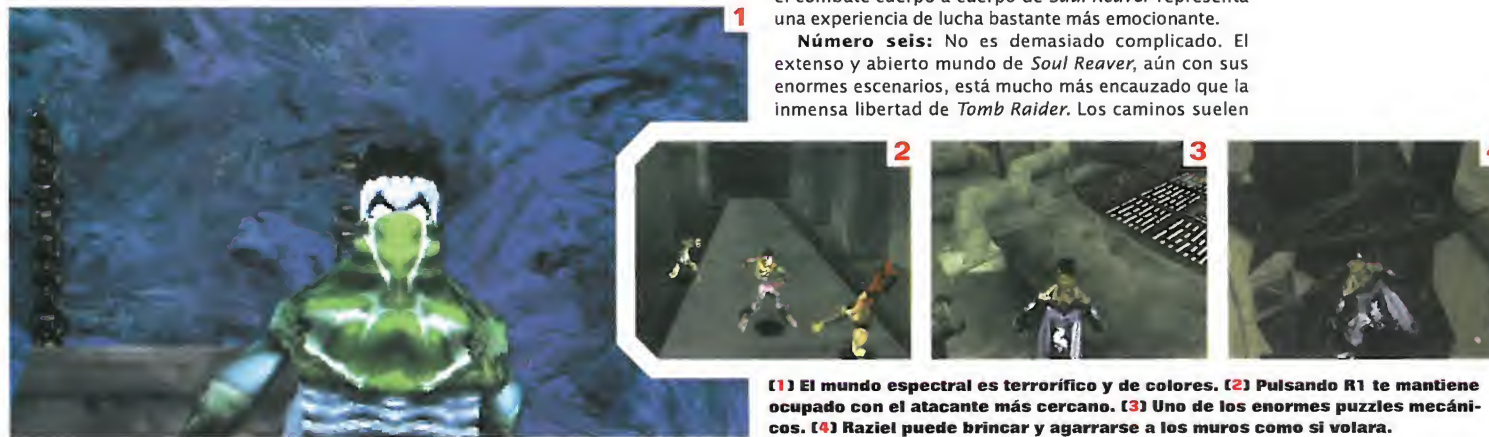 una experiencia de lucha bastante más emocionante.
Número seis: No es demasiado complicado. El
extenso y abierto mundo de Soul Reaver, aún con sus
enormes escenarios, está mucho más encauzado que la
inmensa libertad de Tomb Raider. Los caminos suelen
1
2
3
(1) El mundo espectral es terrorífico y de colores. (2) Pulsando R1 te mantiene
ocupado con el atacante más cercano. (3) Uno de los enormes puzzles mecáni-
cos. (4) Raziel puede brincar y agarrarse a los muros como si volara.